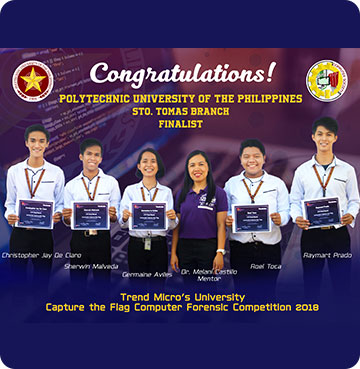 Congratulations!
POLYTECHNIC UNIVERSITY OF THE PHILIPPINES
STO. TOMAS BRANCH
FINALIST
Christopher Jay De Claro
Sherwin Malveda
Germaine Aviles
Dr. Melani Castillo
Mentor
Roel Toca
Raymart Prado
Trend Micro's University
Capture the Flag Computer Forensic Competition 2018